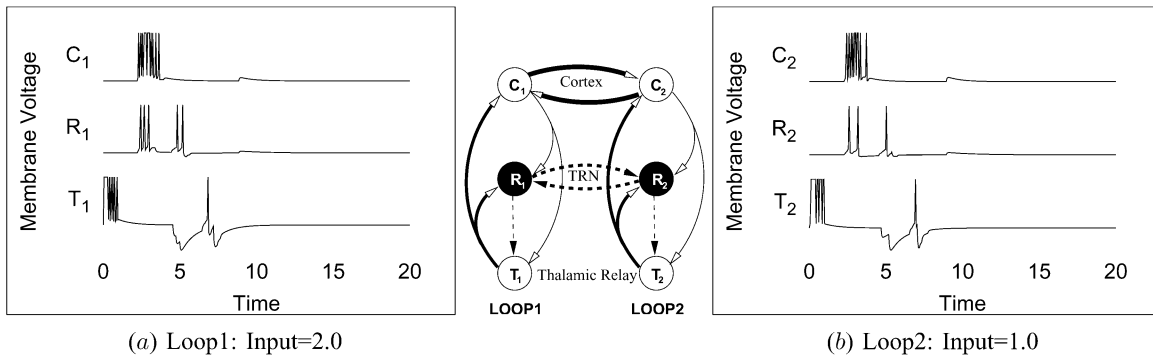 Membrane Voltage
C1
R1
T1
0 5 10 15 20
Time
(a) Loop1: Input=2.0
C1 Cortex C2
R1 TRN R2
T1 Thalamic Relay T2
LOOP1 LOOP2
Membrane Voltage
C2
R2
T2
0 5 10 15 20
Time
(b) Loop2: Input=1.0